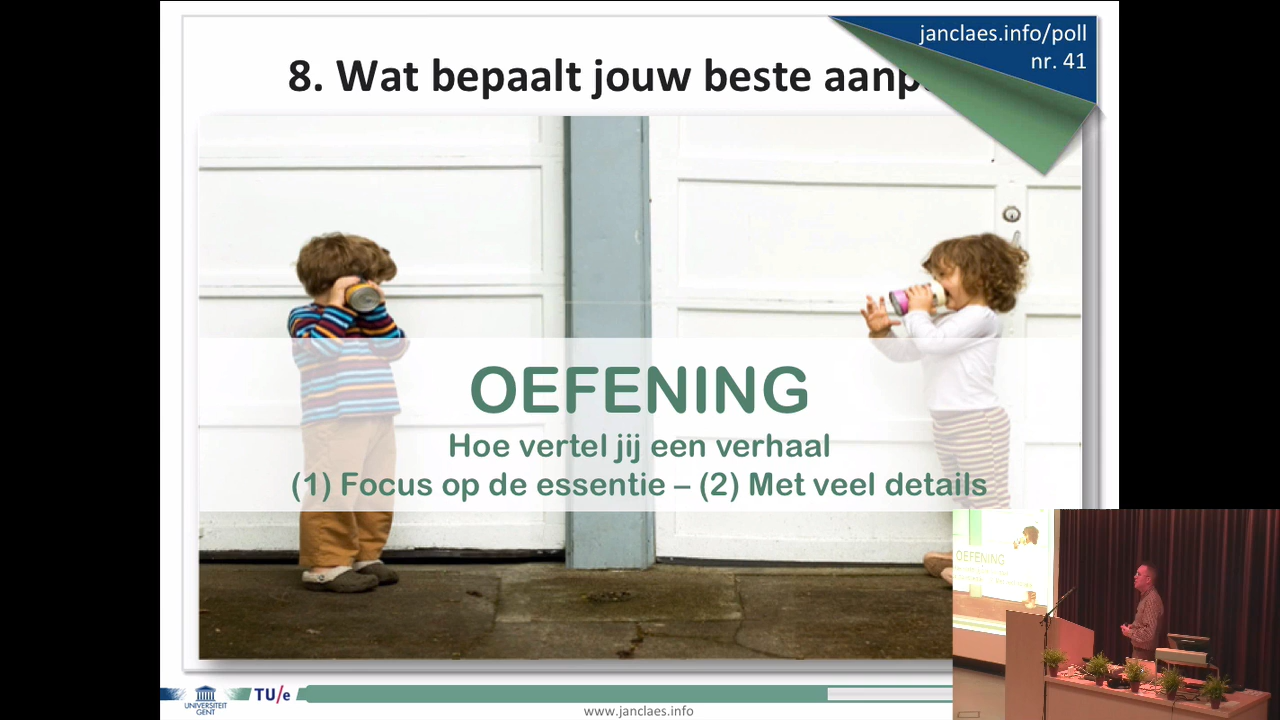 janclaes.info/poll
nr. 41
8. Wat bepaalt jouw beste aanp
OEFENING
Hoe vertel jij een verhaal
(1) Focus op de essentie – (2) Met veel details
OEFENING
UNIVERSITEIT
GENT
TU/e
www.janclaes.info